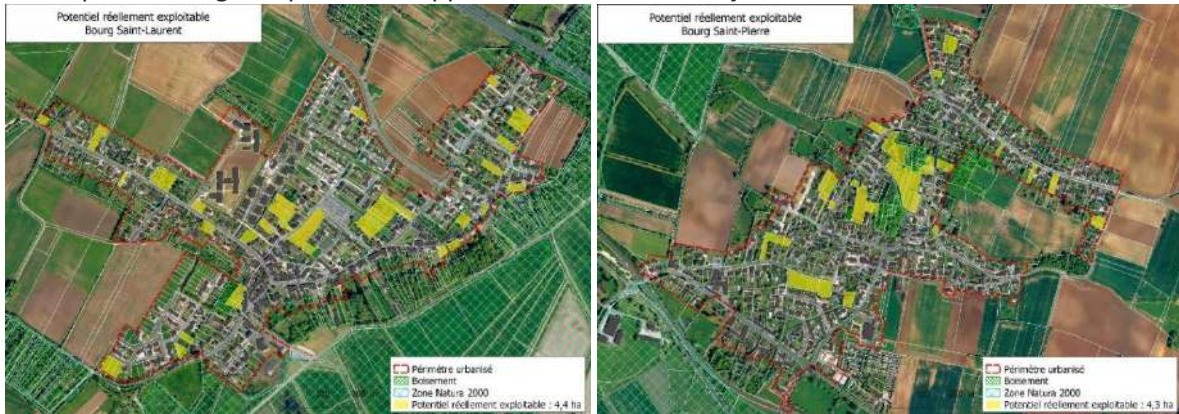 Potentiel réellement exploitable
Bourg Saint-Laurent
Périmètre urbanisé
Boisement
Zone Natura 2000
Potentiel réellement exploitable : 4,4 ha
Potentiel réellement exploitable
Bourg Saint-Pierre
Périmètre urbanisé
Boisement
Zone Natura 2000
Potentiel réellement exploitable : 4,3 ha